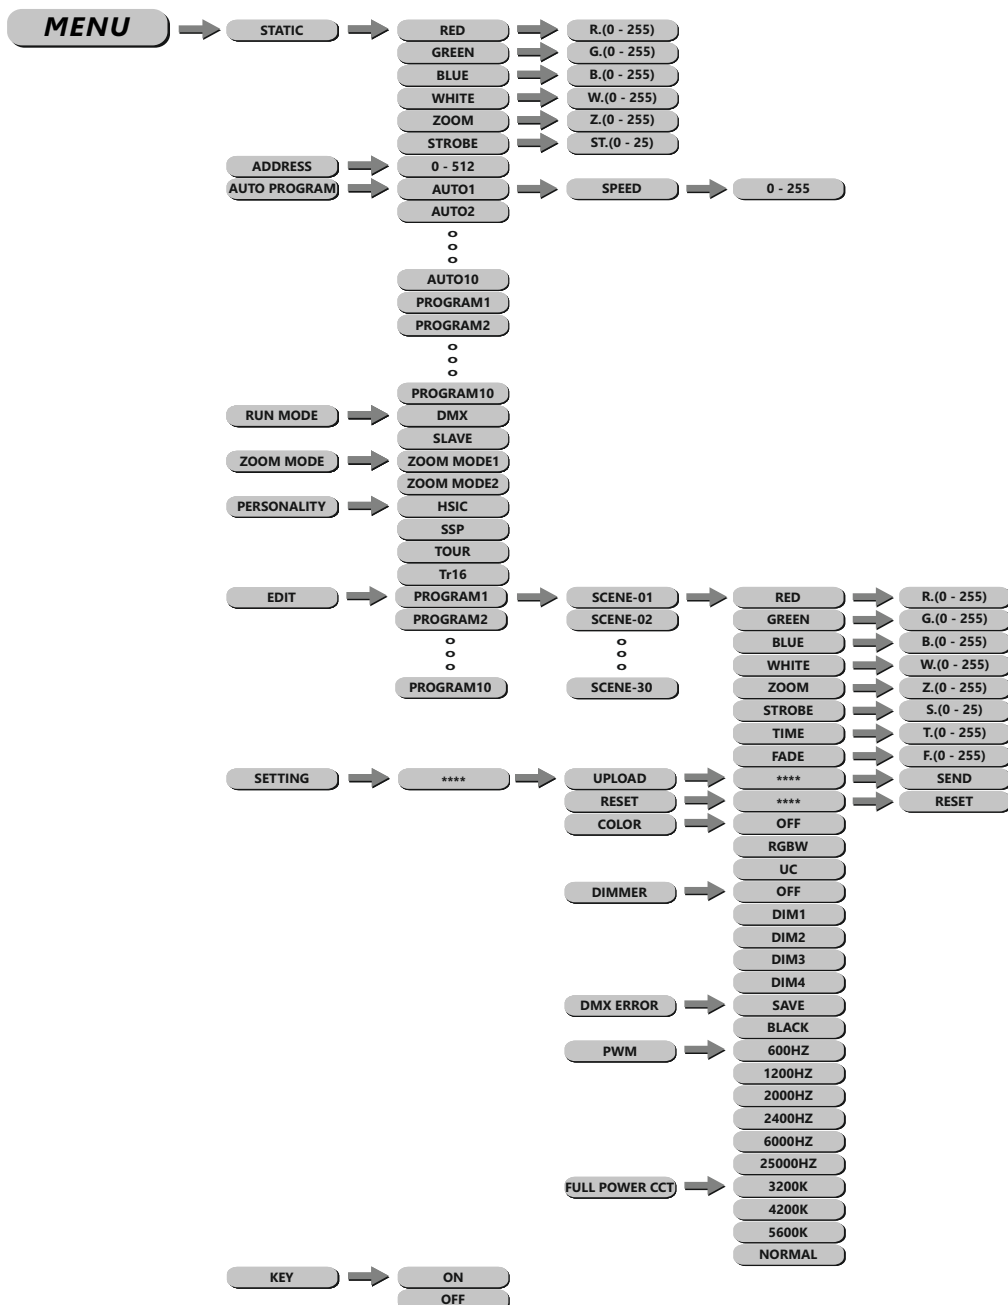 MENU STATIC RED R.(0 - 255)
GREEN G.(0 - 255)
BLUE B.(0 - 255)
WHITE W.(0 - 255)
ZOOM Z.(0 - 255)
STROBE ST.(0 - 25)
ADDRESS 0 - 512
AUTO PROGRAM AUTO1 SPEED 0 - 255
AUTO2
AUTO10
PROGRAM1
PROGRAM2
PROGRAM10
RUN MODE DMX
SLAVE
ZOOM MODE ZOOM MODE1
ZOOM MODE2
PERSONALITY HSIC
SSP
TOUR
Tr16
EDIT PROGRAM1 SCENE-01 RED R.(0 - 255)
PROGRAM2 SCENE-02 GREEN G.(0 - 255)
BLUE B.(0 - 255)
WHITE W.(0 - 255)
PROGRAM10 SCENE-30 ZOOM Z.(0 - 255)
STROBE S.(0 - 25)
TIME T.(0 - 255)
FADE F.(0 - 255)
SETTING **** UPLOAD **** SEND
RESET **** RESET
COLOR OFF
RGBW
UC
DIMMER OFF
DIM1
DIM2
DIM3
DIM4
DMX ERROR SAVE
BLACK
PWM 600HZ
1200HZ
2000HZ
2400HZ
6000HZ
25000HZ
FULL POWER CCT 3200K
4200K
5600K
NORMAL
KEY ON
OFF